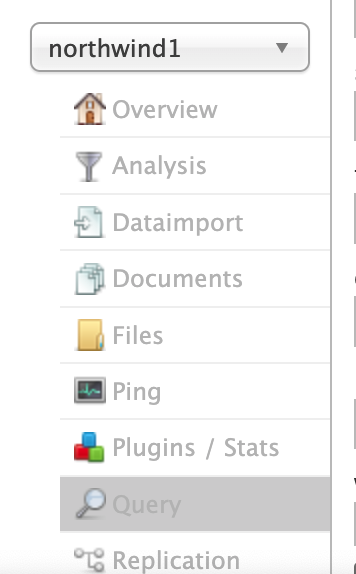 northwind1
Overview
Analysis
Dataimport
Documents
Files
Ping
Plugins / Stats
Query
Replication